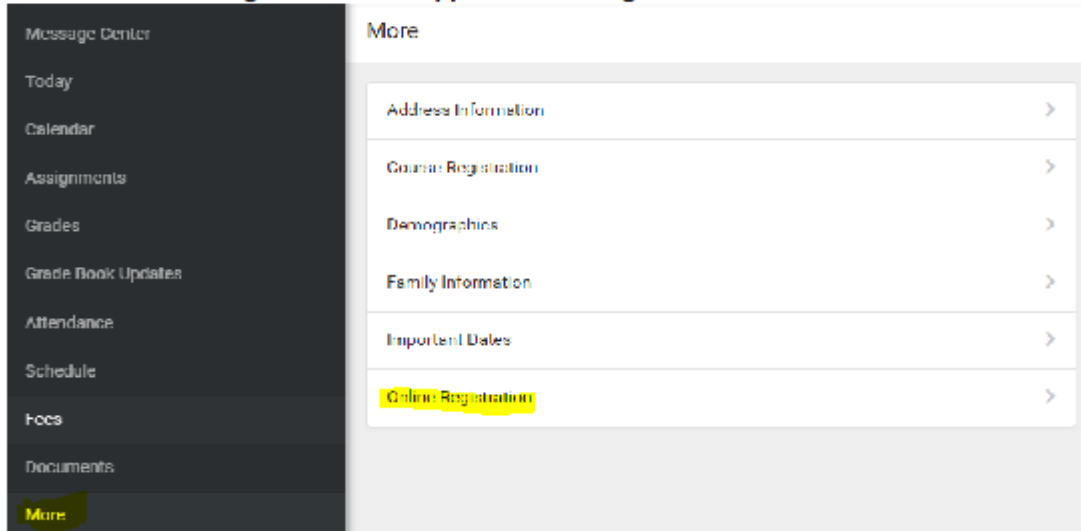 Message Center
Today
Calendar
Assignments
Grades
Grade Book Updates
Attendance
Schedule
Fees
Documents
More
More
Address Information
Course Registration
Demographics
Family Information
Important Dates
Online Registration